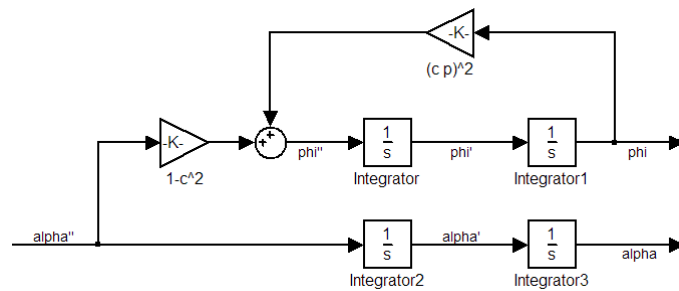 -K-
(c p)^2
-K-
1-c^2
+
+
phi''
1
s
Integrator
phi'
1
s
Integrator1
phi
alpha''
1
s
Integrator2
alpha'
1
s
Integrator3
alpha